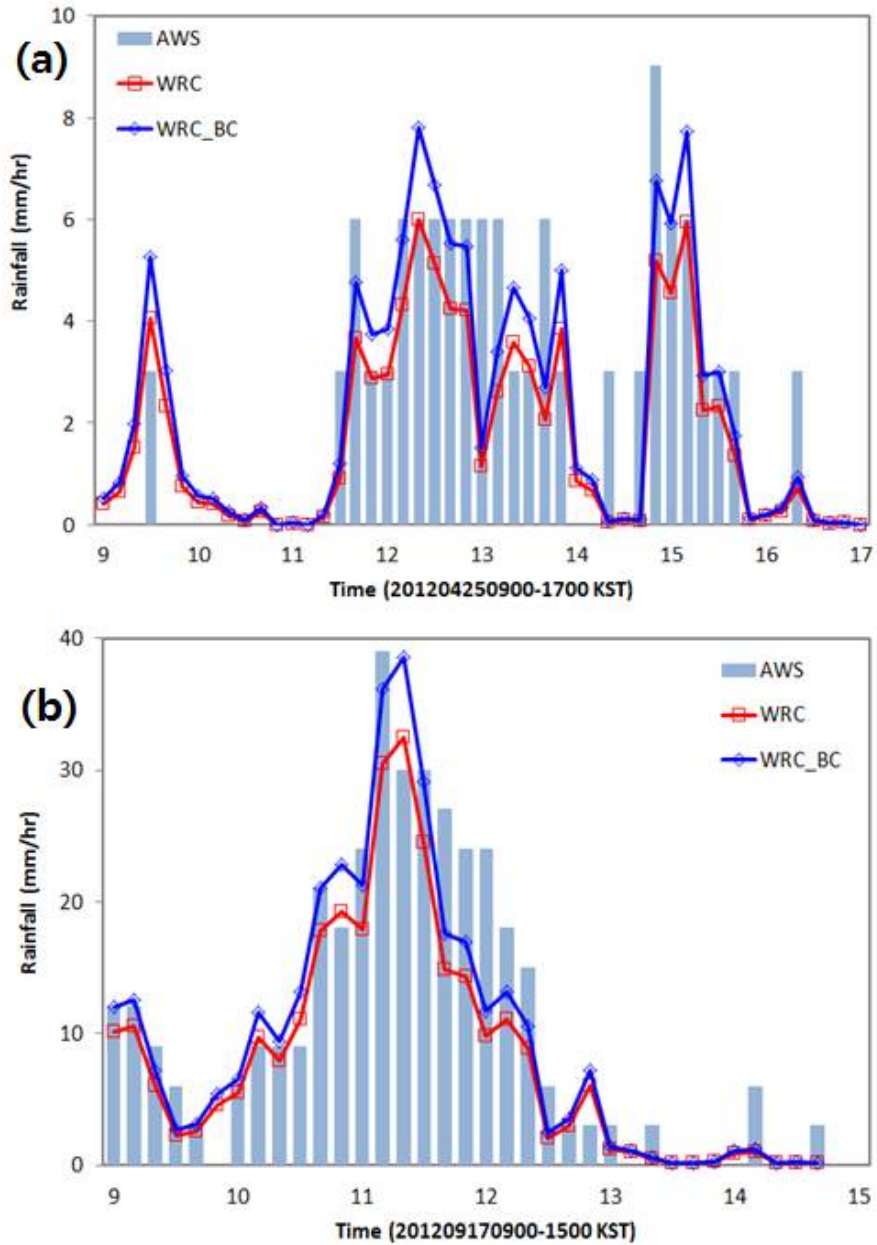 (a)
AWS
WRC
WRC_BC
Rainfall (mm/hr)
10
8
6
4
2
0
9 10 11 12 13 14 15 16 17
Time (201204250900-1700 KST)
(b)
AWS
WRC
WRC_BC
Rainfall (mm/hr)
40
30
20
10
0
9 10 11 12 13 14 15
Time (201209170900-1500 KST)